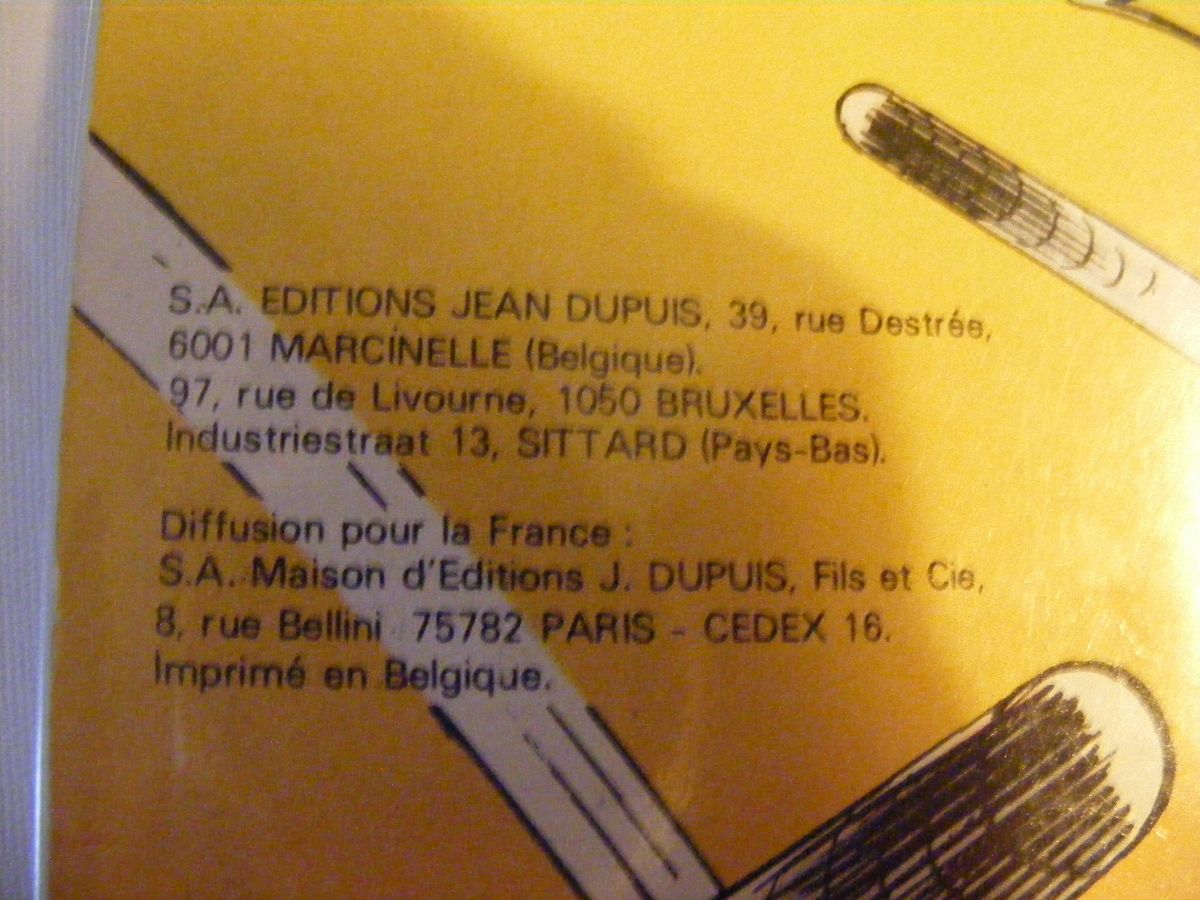 S.A. EDITIONS JEAN DUPUIS, 39, rue Destrée,
6001 MARCINELLE (Belgique).
97, rue de Livourne, 1050 BRUXELLES.
Industriestraat 13, SITTARD (Pays-Bas).
Diffusion pour la France :
S.A. Maison d'Editions J. DUPUIS, Fils et Cie,
8, rue Bellini 75782 PARIS - CEDEX 16.
Imprimé en Belgique.